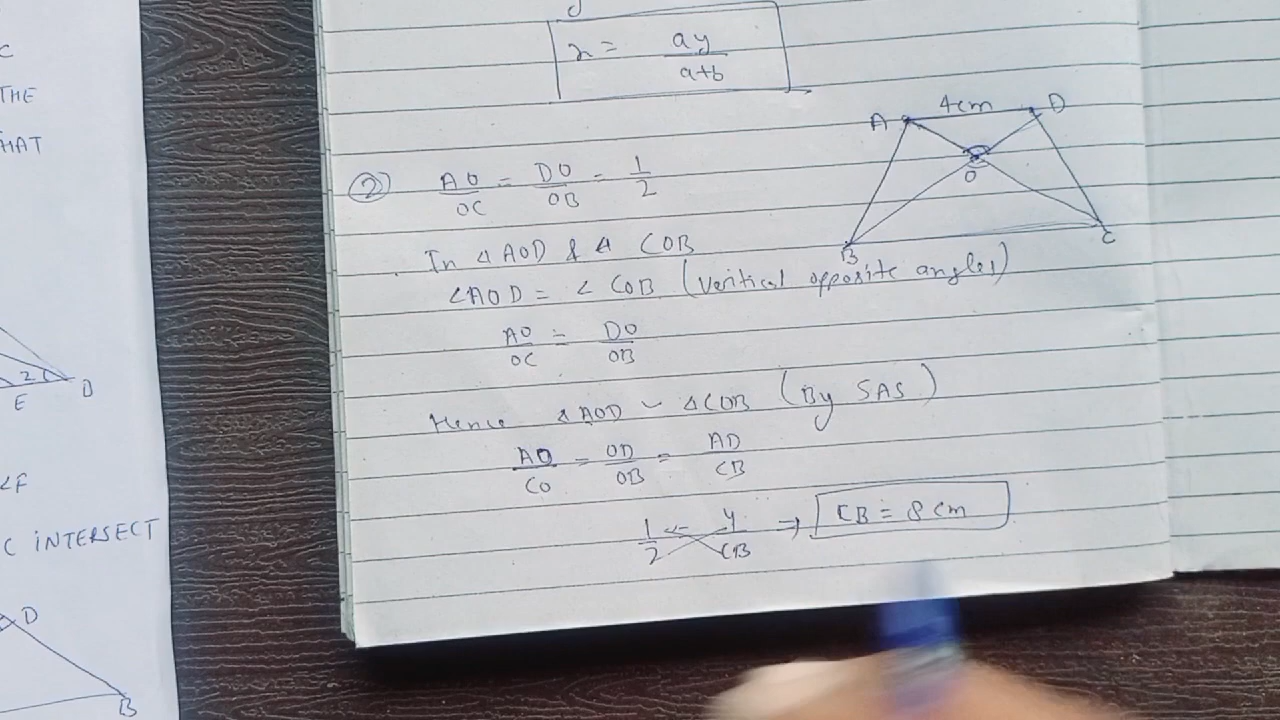 C
THE
HAT
2
E D
<F
C INTERSECT
D
B
x = ay/a+b
A 4cm D
O
B C
② AO/OC = DO/OB = 1/2
In △AOD & △ COB
∠AOD = ∠ COB (veritical opposite angles)
AO/OC = DO/OB
Hence △AOD ~ △COB (By SAS)
AO/CO = OD/OB = AD/CB
1/2 = 4/CB ⇒ CB = 8 cm